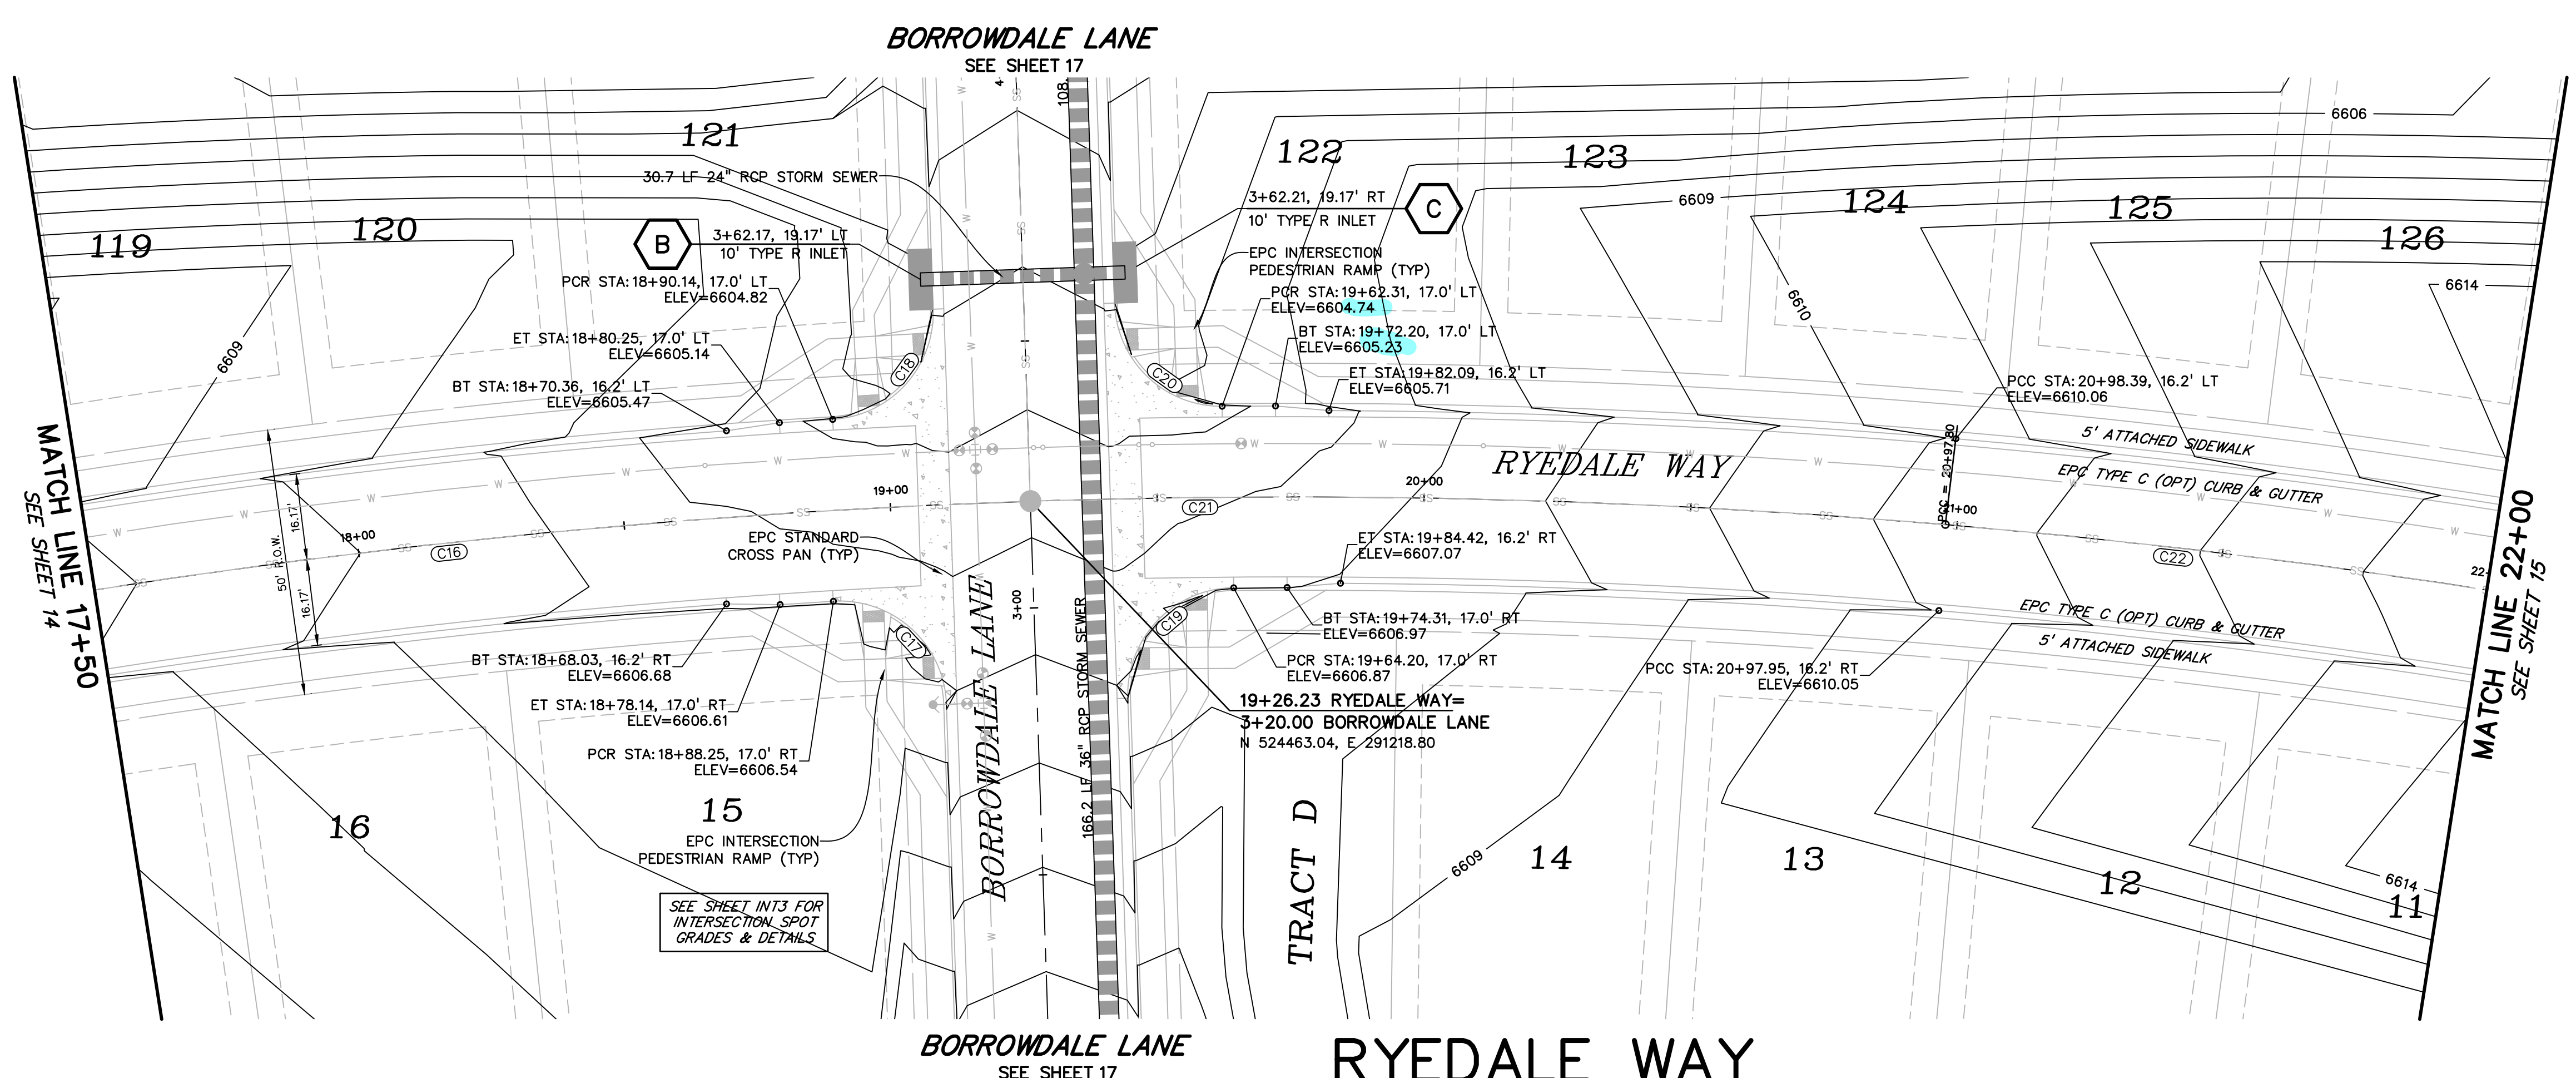 BORROWDALE LANE
SEE SHEET 17
108.
4
SS
W
121
122
123
124
125
126
119
120
6606
6609
6610
6614
6609
30.7 LF 24" RCP STORM SEWER
B
3+62.17, 19.17' LT
10' TYPE R INLET
C
3+62.21, 19.17' RT
10' TYPE R INLET
EPC INTERSECTION
PEDESTRIAN RAMP (TYP)
PCR STA:18+90.14, 17.0' LT
ELEV=6604.82
ET STA:18+80.25, 17.0' LT
ELEV=6605.14
BT STA:18+70.36, 16.2' LT
ELEV=6605.47
PCR STA:19+62.31, 17.0' LT
ELEV=6604.74
BT STA:19+72.20, 17.0' LT
ELEV=6605.23
ET STA:19+82.09, 16.2' LT
ELEV=6605.71
PCC STA:20+98.39, 16.2' LT
ELEV=6610.06
PCC = 20+97.80
C18
C20
5' ATTACHED SIDEWALK
EPC TYPE C (OPT) CURB & GUTTER
RYEDALE WAY
MATCH LINE 17+50
SEE SHEET 14
MATCH LINE 22+00
SEE SHEET 15
50' R.O.W.
16.17'
16.17'
18+00
19+00
20+00
21+00
22
C16
C21
C22
EPC STANDARD
CROSS PAN (TYP)
3+00
BORROWDALE LANE
166.2 LF 36" RCP STORM SEWER
C17
C19
ET STA:19+84.42, 16.2' RT
ELEV=6607.07
BT STA:19+74.31, 17.0' RT
ELEV=6606.97
PCR STA:19+64.20, 17.0' RT
ELEV=6606.87
EPC TYPE C (OPT) CURB & GUTTER
5' ATTACHED SIDEWALK
PCC STA:20+97.95, 16.2' RT
ELEV=6610.05
BT STA:18+68.03, 16.2' RT
ELEV=6606.68
ET STA:18+78.14, 17.0' RT
ELEV=6606.61
PCR STA:18+88.25, 17.0' RT
ELEV=6606.54
19+26.23 RYEDALE WAY=
3+20.00 BORROWDALE LANE
N 524463.04, E 291218.80
16
15
EPC INTERSECTION
PEDESTRIAN RAMP (TYP)
SEE SHEET INT3 FOR
INTERSECTION SPOT
GRADES & DETAILS
TRACT D
6609
14
13
12
11
6614
BORROWDALE LANE
SEE SHEET 17
RYEDALE WAY